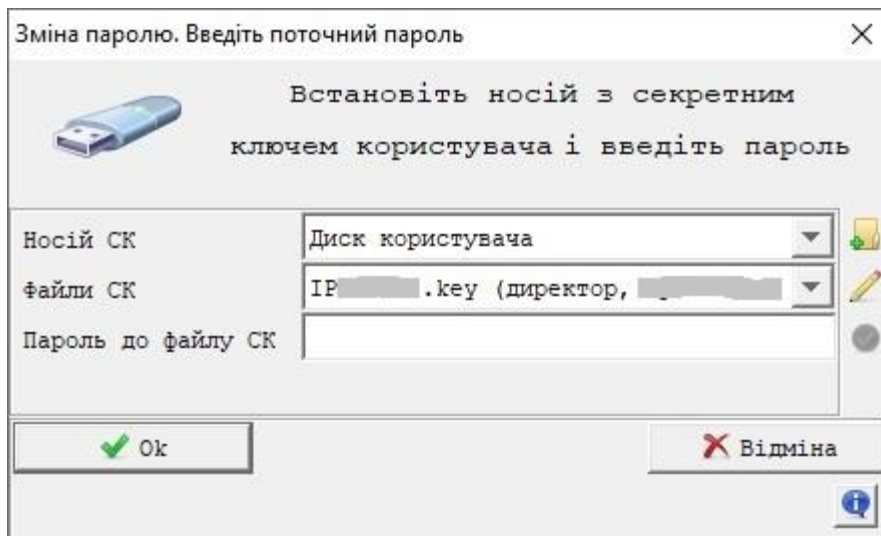 Зміна паролю. Введіть поточний пароль
Встановіть носій з секретним
ключем користувача і введіть пароль
Носій СК
Диск користувача
Файли СК
IP .key (директор,
Пароль до файлу СК
Ok
Відміна